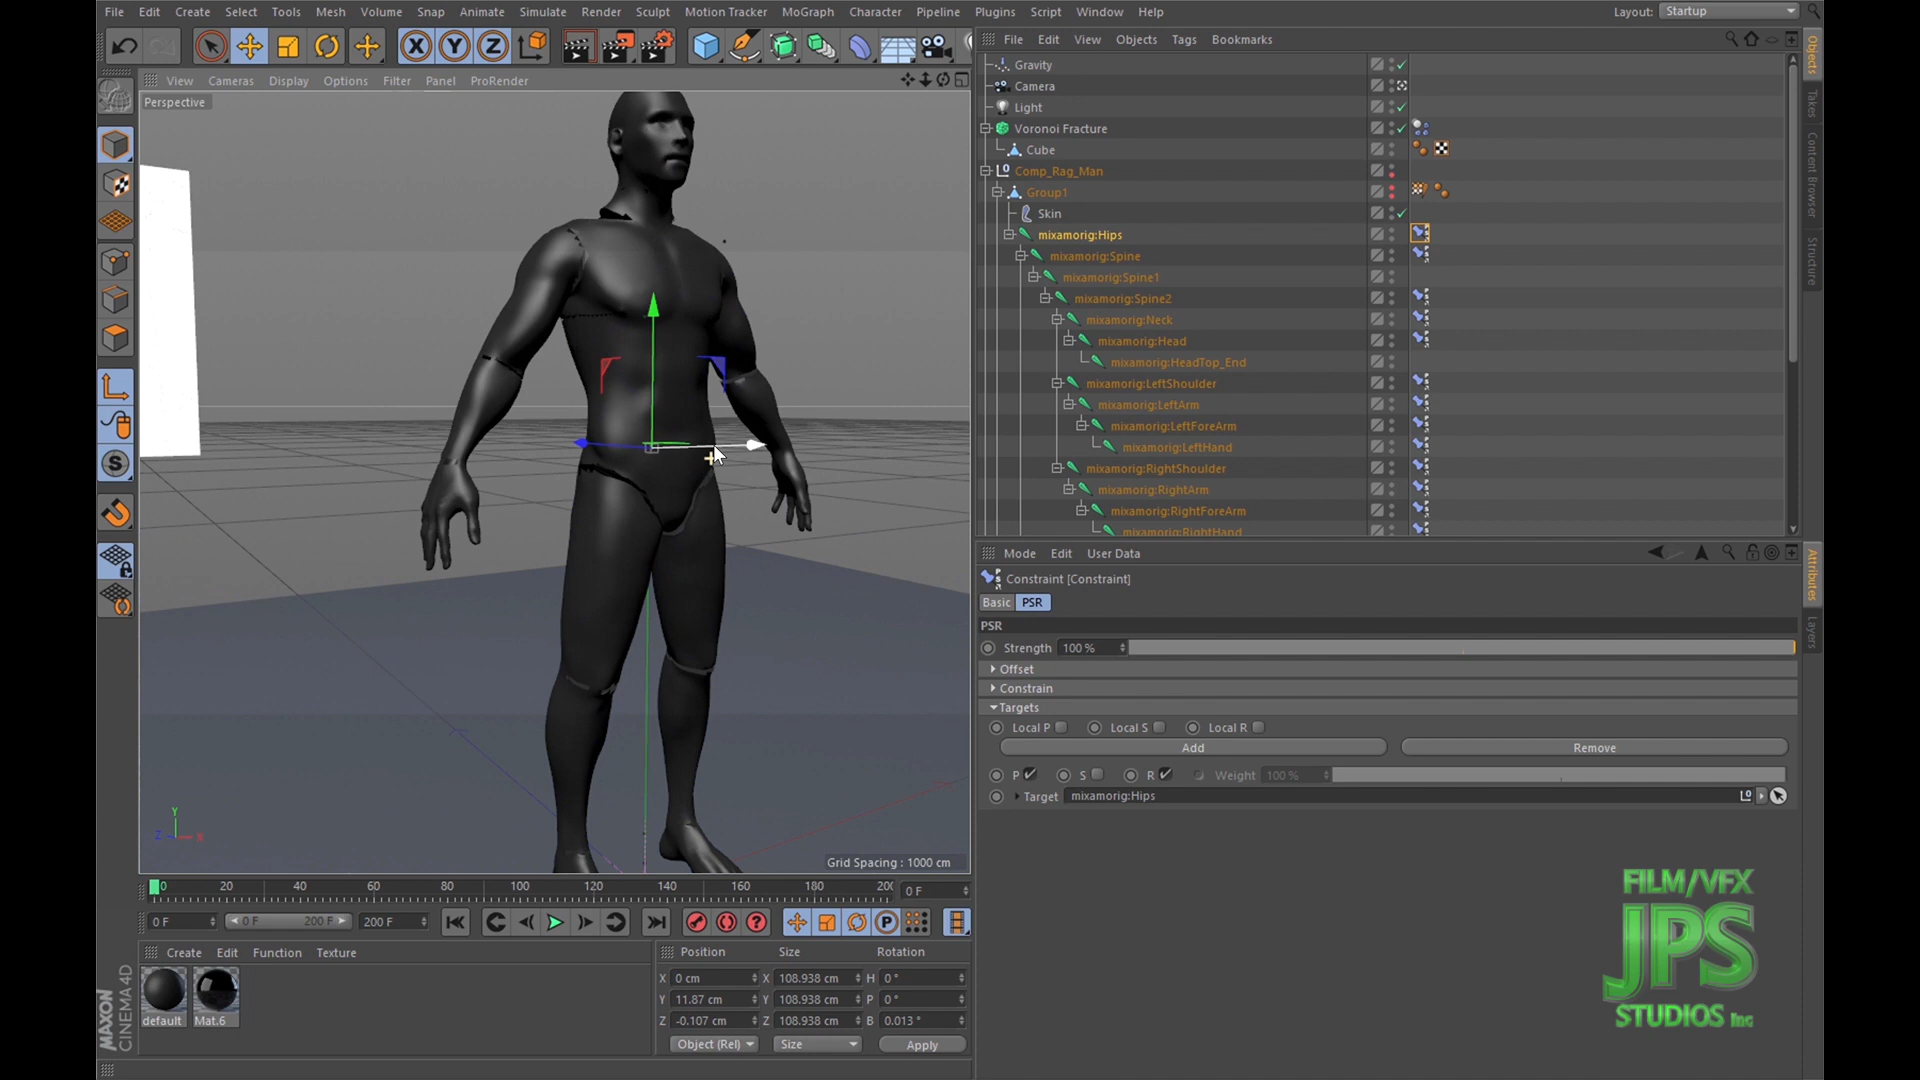 File Edit Create Select Tools Mesh Volume Snap Animate Simulate Render Sculpt Motion Tracker MoGraph Character Pipeline Plugins Script Window Help
Layout: Startup
X Y Z
File Edit View Objects Tags Bookmarks
View Cameras Display Options Filter Panel ProRender
Perspective
Gravity
Camera
Light
Voronoi Fracture
Cube
Comp_Rag_Man
Group1
Skin
mixamorig:Hips
mixamorig:Spine
mixamorig:Spine1
mixamorig:Spine2
mixamorig:Neck
mixamorig:Head
mixamorig:HeadTop_End
mixamorig:LeftShoulder
mixamorig:LeftArm
mixamorig:LeftForeArm
mixamorig:LeftHand
mixamorig:RightShoulder
mixamorig:RightArm
mixamorig:RightForeArm
mixamorig:RightHand
Objects
Takes
Content Browser
Structure
Mode Edit User Data
Constraint [Constraint]
Basic PSR
PSR
Strength 100 %
Offset
Constrain
Targets
Local P Local S Local R
Add Remove
P S R Weight 100 %
Target mixamorig:Hips
Attributes
Layers
Y
Z X
Grid Spacing : 1000 cm
0 20 40 60 80 100 120 140 160 180 200 0 F
0 F 0 F 200 F 200 F
Create Edit Function Texture
default Mat.6
MAXON
CINEMA 4D
Position Size Rotation
X 0 cm X 108.938 cm H 0 °
Y 11.87 cm Y 108.938 cm P 0 °
Z -0.107 cm Z 108.938 cm B 0.013 °
Object (Rel) Size Apply
FILM/VFX
JPS
STUDIOS Inc